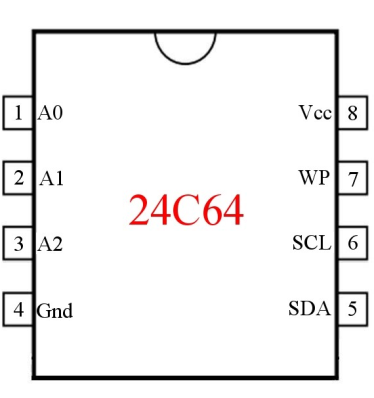 1 A0 Vcc 8
2 A1 WP 7
24C64
3 A2 SCL 6
4 Gnd SDA 5